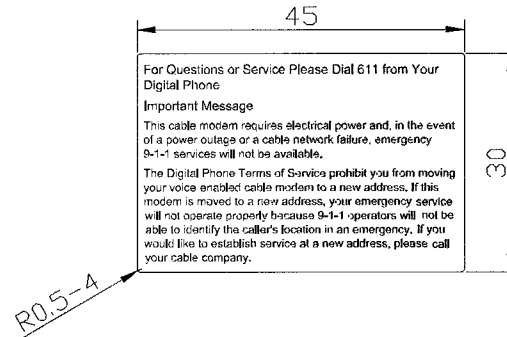 45
For Questions or Service Please Dial 611 from Your
Digital Phone
Important Message
This cable modem requires electrical power and, in the event
of a power outage or a cable network failure, emergency
9-1-1 services will not be available.
The Digital Phone Terms of Service prohibit you from moving
your voice enabled cable modem to a new address. If this
modem is moved to a new address, your emergency service
will not operate properly because 9-1-1 operators will not be
able to identify the caller's location in an emergency. If you
would like to establish service at a new address, please call
your cable company.
30
R0.5-4